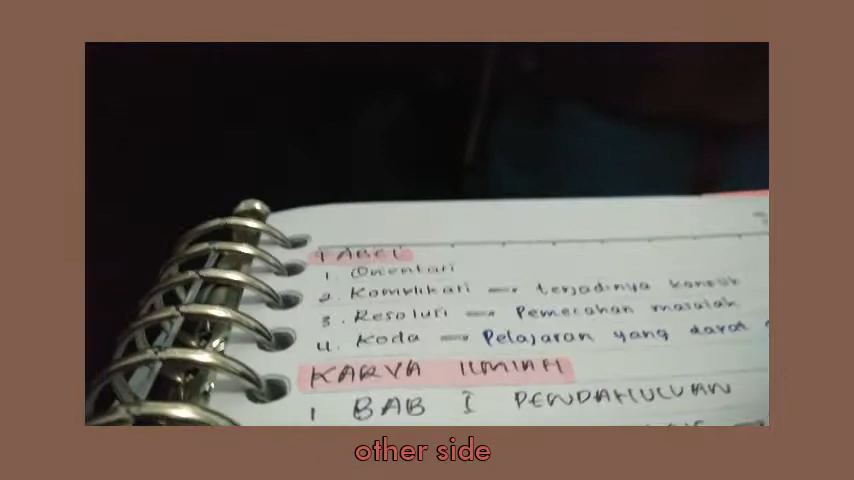 FABEL
1. Orientasi
2. Komplikasi → terjadinya konflik
3. Resolusi → Pemecahan masalah
4. Koda → Pelajaran yang dapat
KARYA ILMIAH
1 BAB I PENDAHULUAN
other side